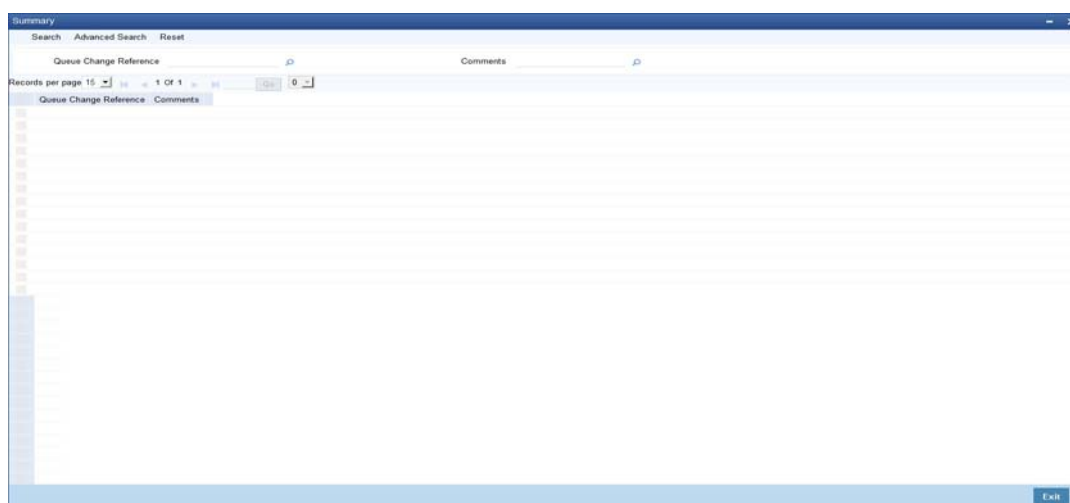 Summary
Search Advanced Search Reset
Queue Change Reference Comments
Records per page 15 1 Of 1 Go 0
Queue Change Reference Comments
Exit